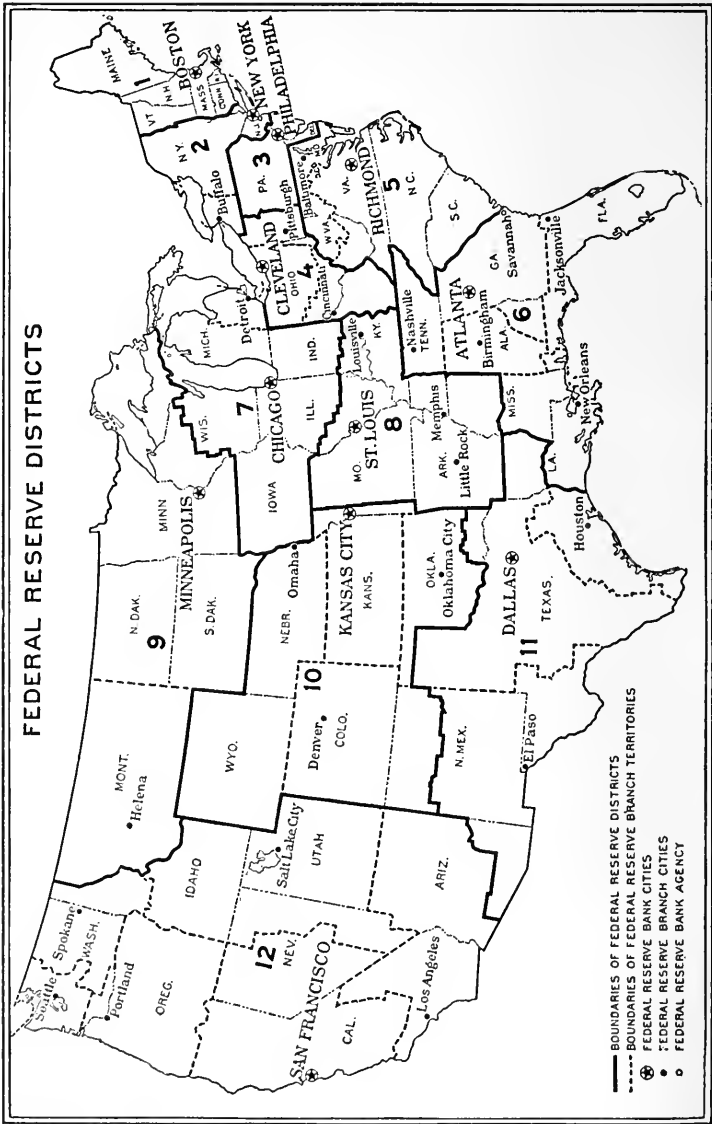 FEDERAL RESERVE DISTRICTS
MAINE
1
VT.
N.H.
BOSTON
MASS
CONN
R.I.
N.Y.
2
Buffalo
NEW YORK
N.J.
PHILADELPHIA
PA.
3
Pittsburgh
DEL
MD
DC
Baltimore
CLEVELAND
OHIO
4
Cincinnati
W.VA.
VA.
RICHMOND
5
N.C.
S.C.
MICH.
Detroit
WIS.
7
CHICAGO
IND.
ILL.
IOWA
Louisville
KY.
ST. LOUIS
MO.
8
Memphis
ARK.
Little Rock
Nashville
TENN.
ATLANTA
GA.
Savannah
Birmingham
ALA.
6
Jacksonville
FLA.
MISS.
New Orleans
LA.
MINN
MINNEAPOLIS
N. DAK.
S. DAK.
9
MONT.
Helena
NEBR.
Omaha
KANSAS CITY
KANS.
10
WYO.
Denver
COLO.
OKLA.
Oklahoma City
DALLAS
TEXAS.
11
Houston
N.MEX.
El Paso
Spokane
Seattle
WASH.
Portland
OREG.
IDAHO
Salt Lake City
UTAH
12
NEV.
SAN FRANCISCO
CAL.
Los Angeles
ARIZ.
BOUNDARIES OF FEDERAL RESERVE DISTRICTS
BOUNDARIES OF FEDERAL RESERVE BRANCH TERRITORIES
FEDERAL RESERVE BANK CITIES
FEDERAL RESERVE BRANCH CITIES
FEDERAL RESERVE BANK AGENCY